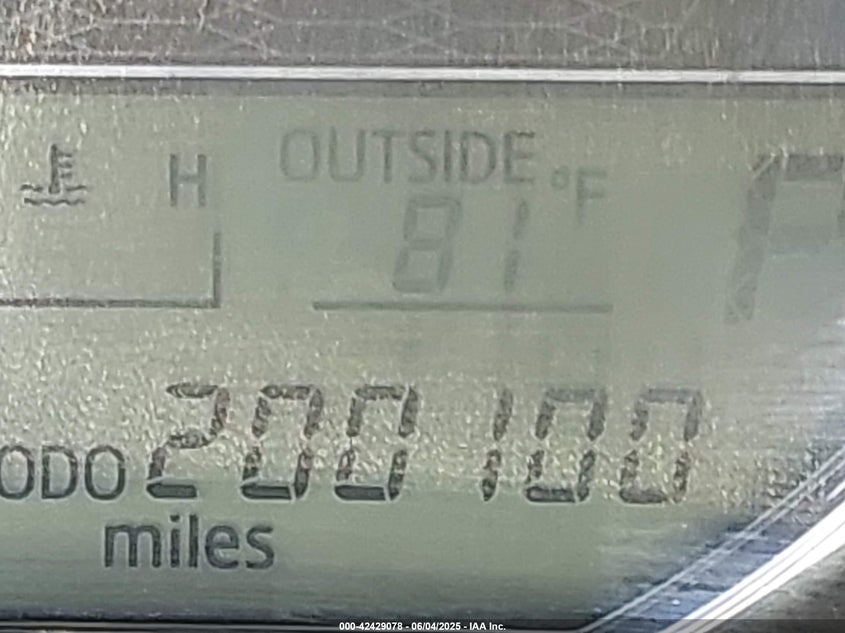 OUTSIDE
H
°F
81
P
200100
ODO
miles
000-42429078 - 06/04/2025 - IAA Inc.